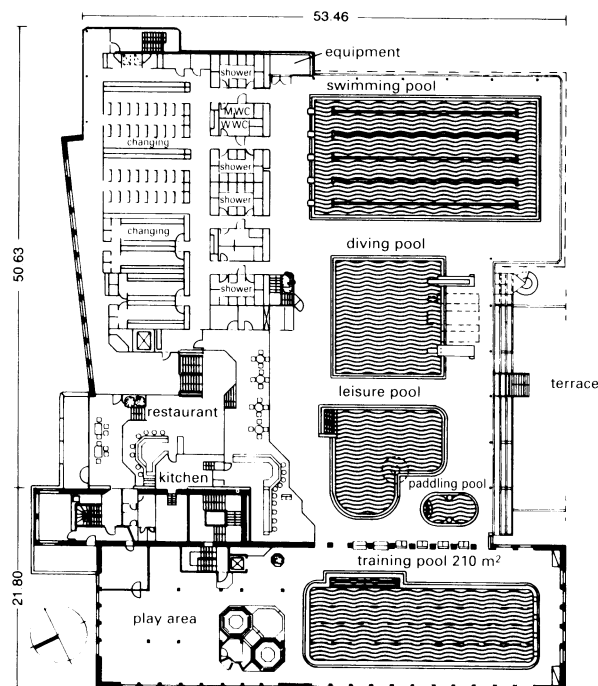 53.46
equipment
shower
swimming pool
M WC
W WC
changing
shower
shower
changing
diving pool
50 63
shower
terrace
leisure pool
restaurant
kitchen
paddling pool
training pool 210 m²
21 80
play area